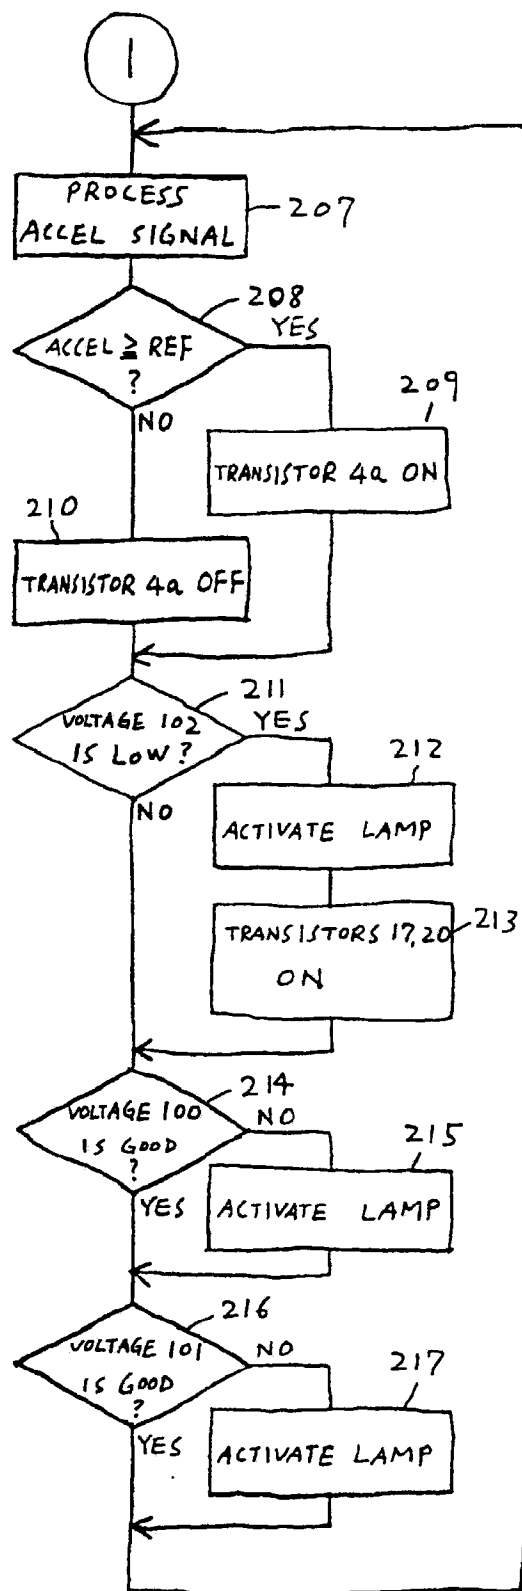 1
PROCESS
ACCEL SIGNAL
207
208
ACCEL ≧ REF
?
YES
NO
209
TRANSISTOR 4a ON
210
TRANSISTOR 4a OFF
211
VOLTAGE 102
IS LOW?
YES
NO
212
ACTIVATE LAMP
TRANSISTORS 17,20
ON
213
214
VOLTAGE 100
IS GOOD
?
NO
YES
215
ACTIVATE LAMP
216
VOLTAGE 101
IS GOOD
?
NO
YES
217
ACTIVATE LAMP